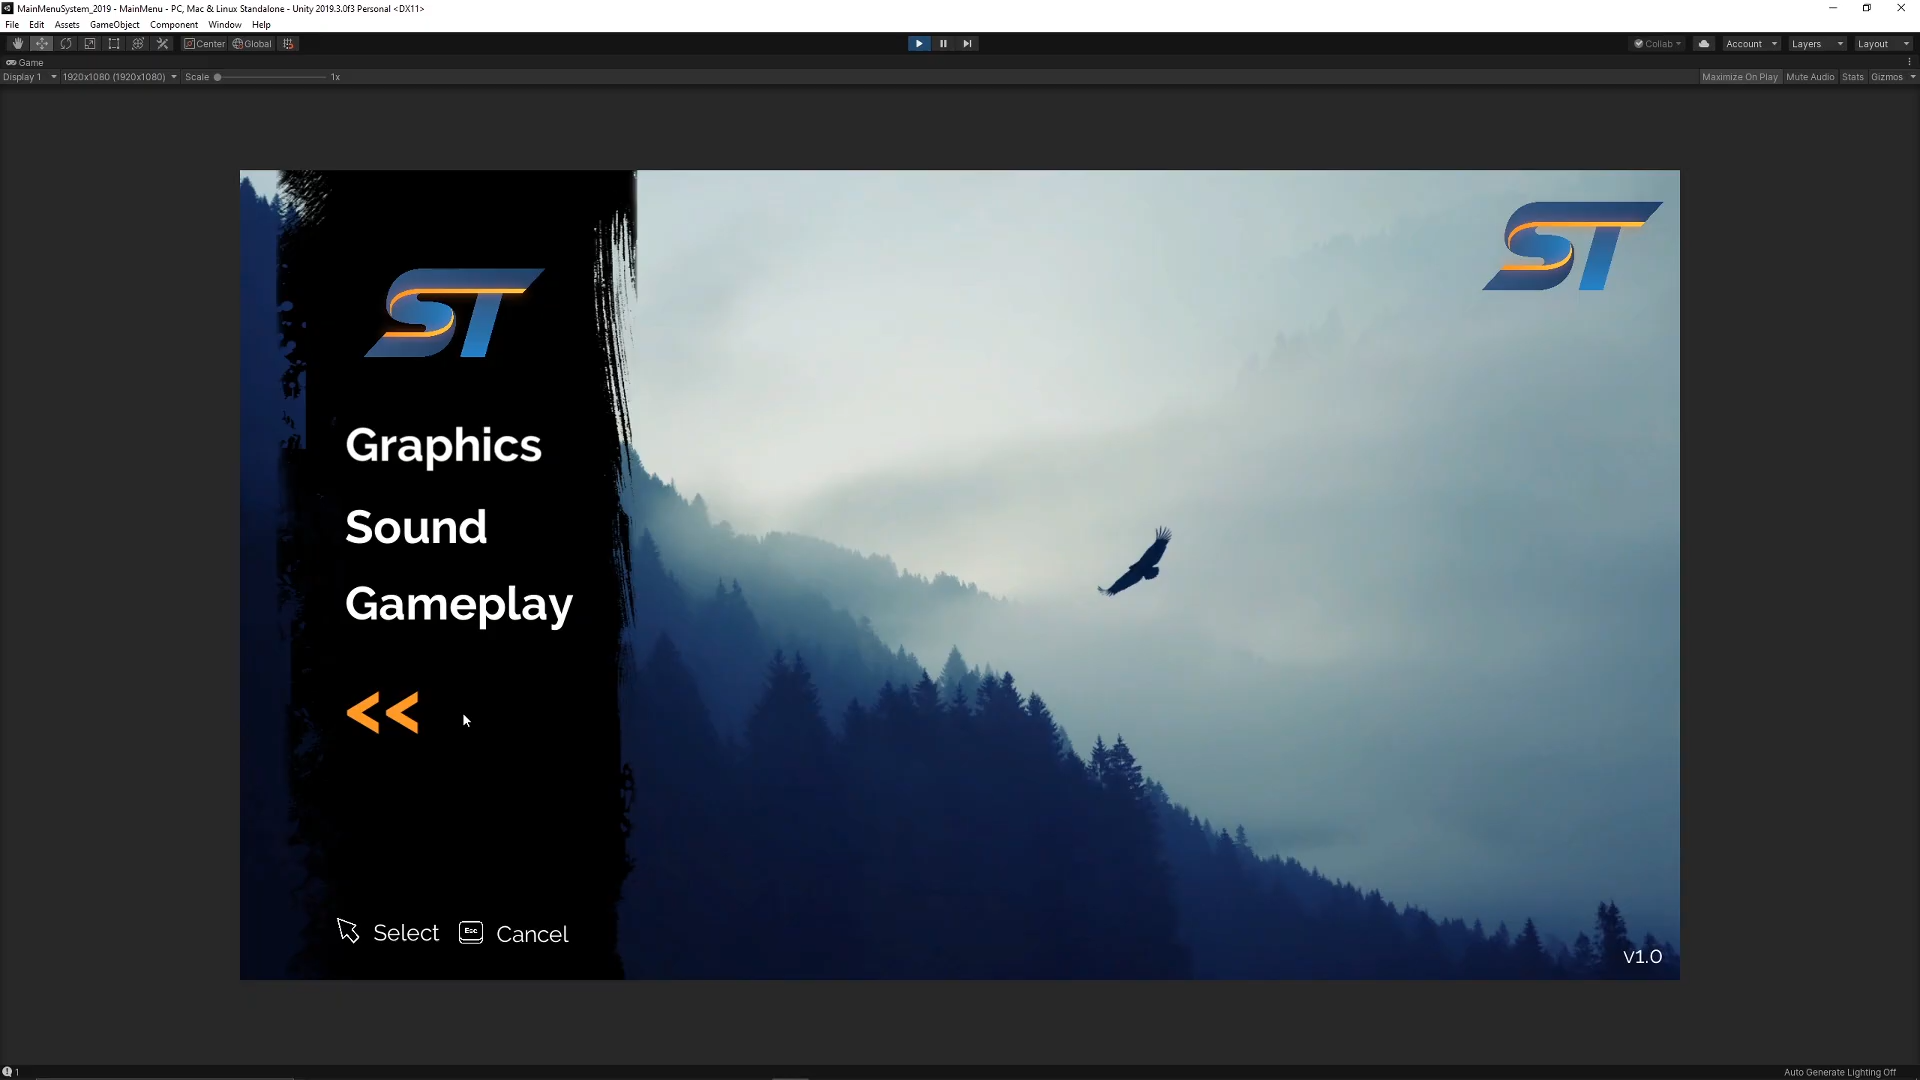 MainMenuSystem_2019 - MainMenu - PC, Mac & Linux Standalone - Unity 2019.3.0f3 Personal <DX11>
File Edit Assets GameObject Component Window Help
Center Global Collab Account Layers Layout
Game
Display 1 1920x1080 (1920x1080) Scale 1x Maximize On Play Mute Audio Stats Gizmos
ST
ST
Graphics
Sound
Gameplay
<<
Select Esc Cancel
v1.0
1 Auto Generate Lighting Off